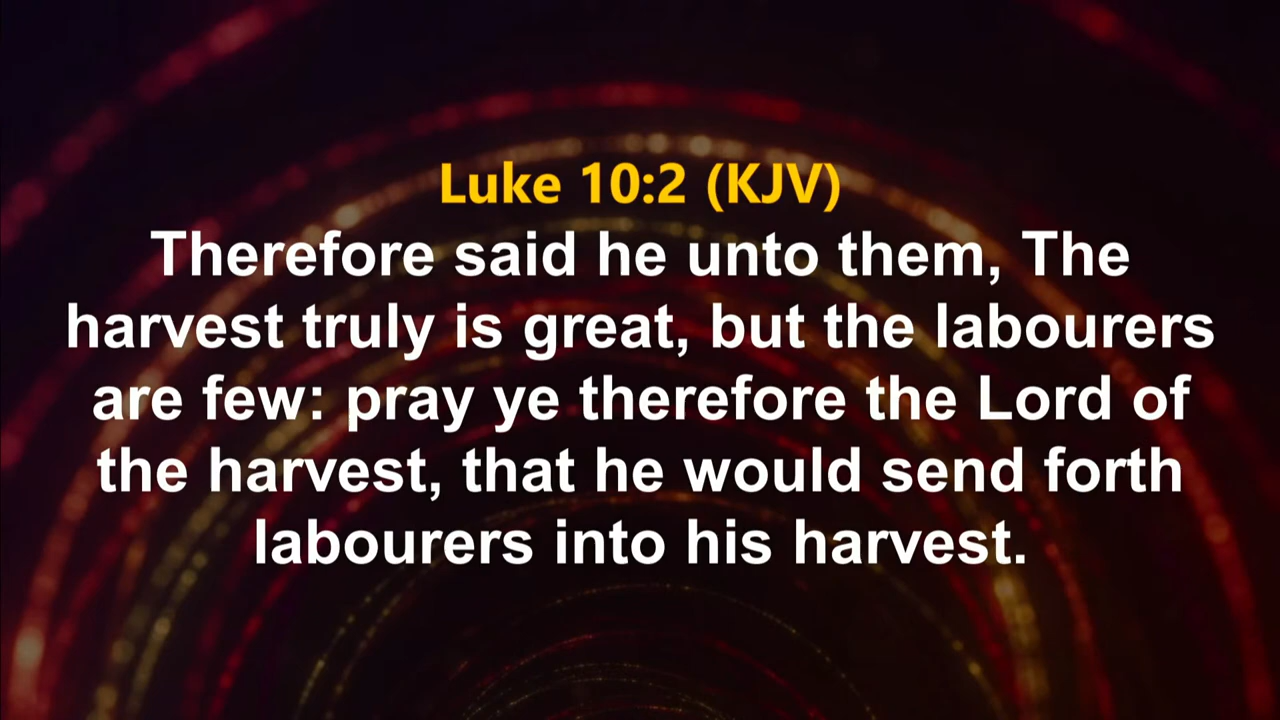 Luke 10:2 (KJV)
Therefore said he unto them, The
harvest truly is great, but the labourers
are few: pray ye therefore the Lord of
the harvest, that he would send forth
labourers into his harvest.